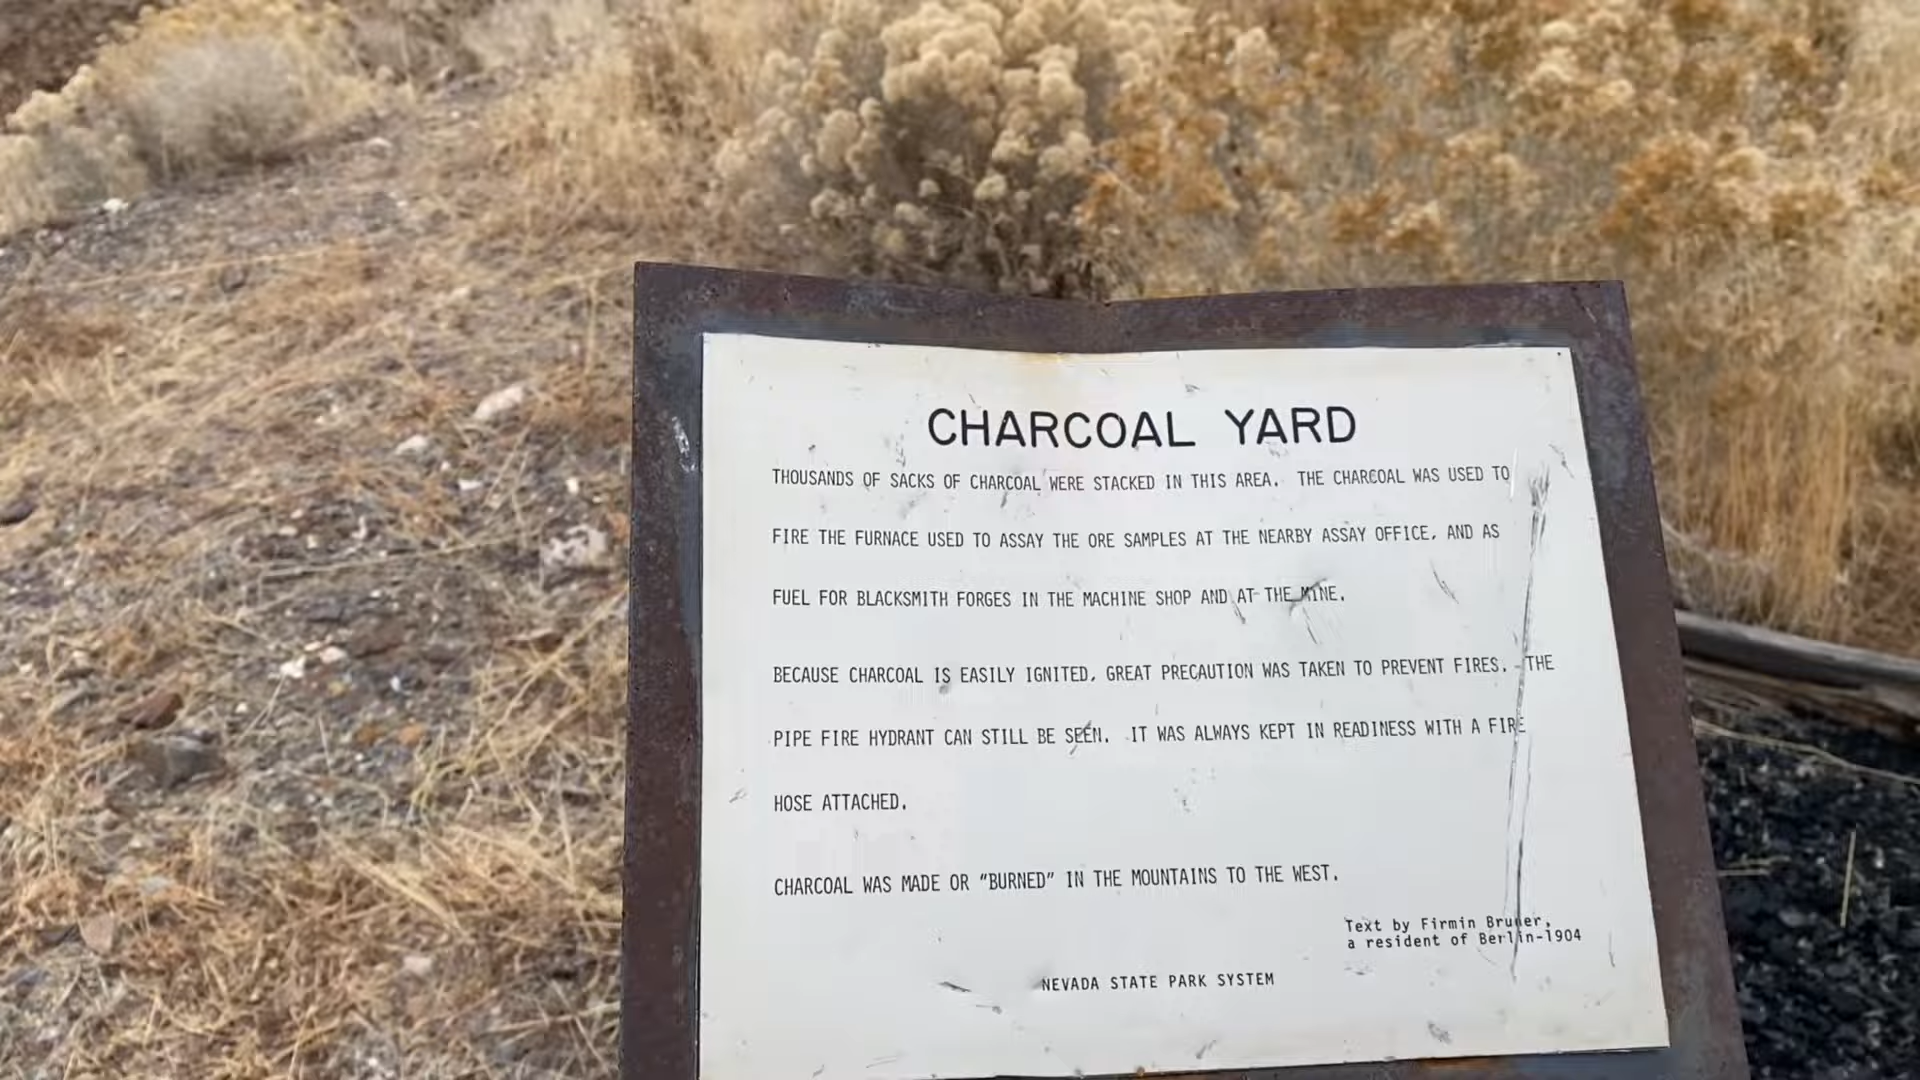 CHARCOAL YARD
THOUSANDS OF SACKS OF CHARCOAL WERE STACKED IN THIS AREA. THE CHARCOAL WAS USED TO
FIRE THE FURNACE USED TO ASSAY THE ORE SAMPLES AT THE NEARBY ASSAY OFFICE, AND AS
FUEL FOR BLACKSMITH FORGES IN THE MACHINE SHOP AND AT THE MINE.
BECAUSE CHARCOAL IS EASILY IGNITED, GREAT PRECAUTION WAS TAKEN TO PREVENT FIRES. THE
PIPE FIRE HYDRANT CAN STILL BE SEEN. IT WAS ALWAYS KEPT IN READINESS WITH A FIRE
HOSE ATTACHED.
CHARCOAL WAS MADE OR "BURNED" IN THE MOUNTAINS TO THE WEST.
Text by Firmin Bruner,
a resident of Berlin-1904
NEVADA STATE PARK SYSTEM